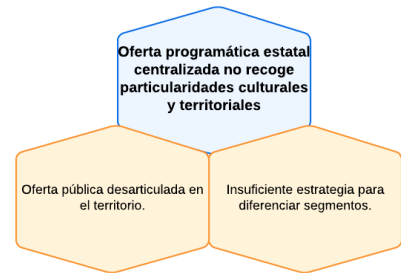 Oferta programática estatal
centralizada no recoge
particularidades culturales
y territoriales
Oferta pública desarticulada en
el territorio.
Insuficiente estrategia para
diferenciar segmentos.